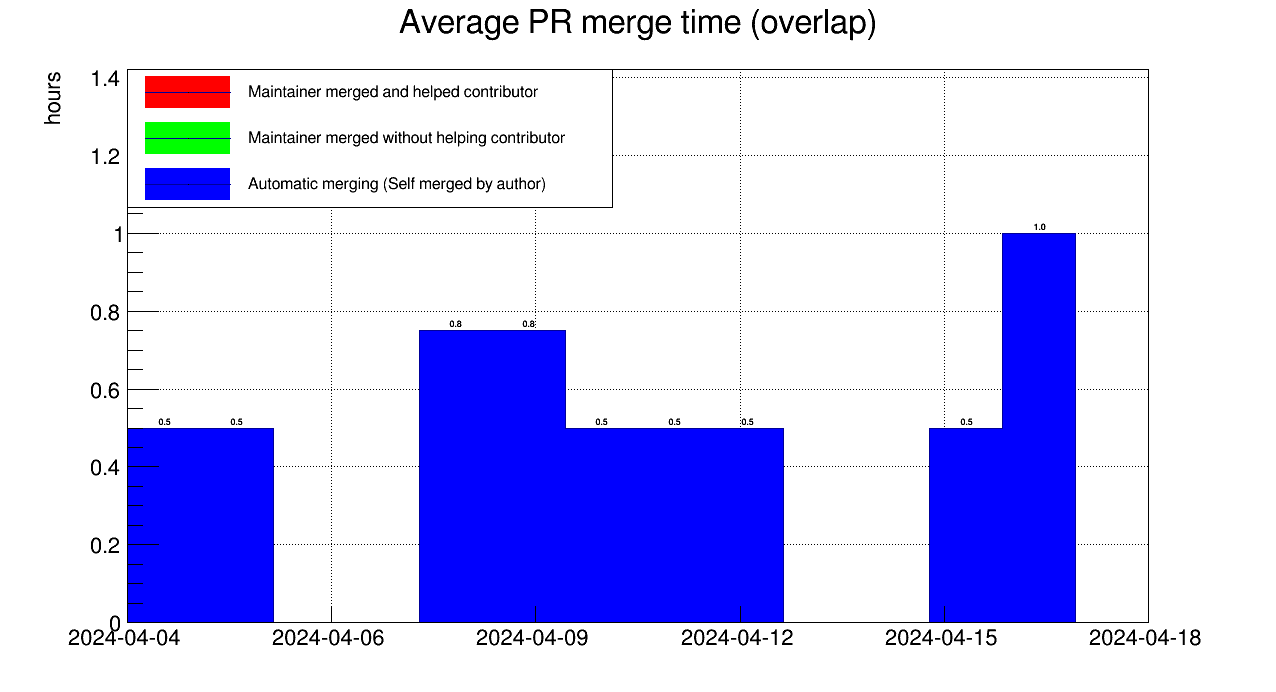 Average PR merge time (overlap)
hours
1.4
1.2
1
0.8
0.6
0.4
0.2
0
Maintainer merged and helped contributor
Maintainer merged without helping contributor
Automatic merging (Self merged by author)
0.5 0.5 0.8 0.8 0.5 0.5 0.5 0.5 1.0
2024-04-04 2024-04-06 2024-04-09 2024-04-12 2024-04-15 2024-04-18